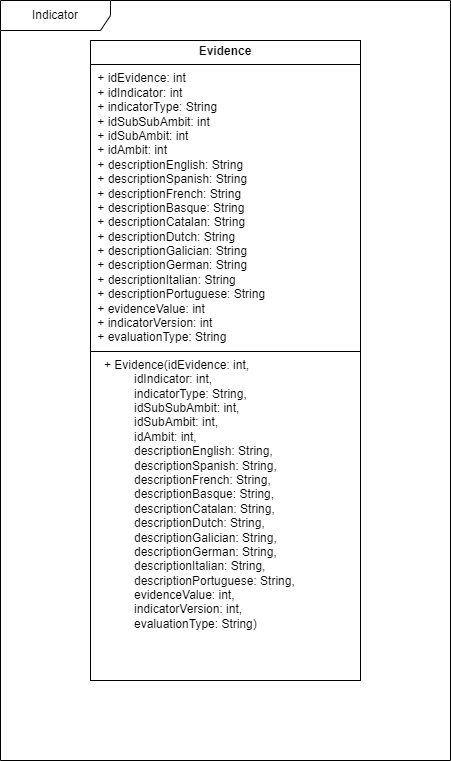 Indicator
Evidence
+ idEvidence: int
+ idIndicator: int
+ indicatorType: String
+ idSubSubAmbit: int
+ idSubAmbit: int
+ idAmbit: int
+ descriptionEnglish: String
+ descriptionSpanish: String
+ descriptionFrench: String
+ descriptionBasque: String
+ descriptionCatalan: String
+ descriptionDutch: String
+ descriptionGalician: String
+ descriptionGerman: String
+ descriptionItalian: String
+ descriptionPortuguese: String
+ evidenceValue: int
+ indicatorVersion: int
+ evaluationType: String
+ Evidence(idEvidence: int,
idIndicator: int,
indicatorType: String,
idSubSubAmbit: int,
idSubAmbit: int,
idAmbit: int,
descriptionEnglish: String,
descriptionSpanish: String,
descriptionFrench: String,
descriptionBasque: String,
descriptionCatalan: String,
descriptionDutch: String,
descriptionGalician: String,
descriptionGerman: String,
descriptionItalian: String,
descriptionPortuguese: String,
evidenceValue: int,
indicatorVersion: int,
evaluationType: String)